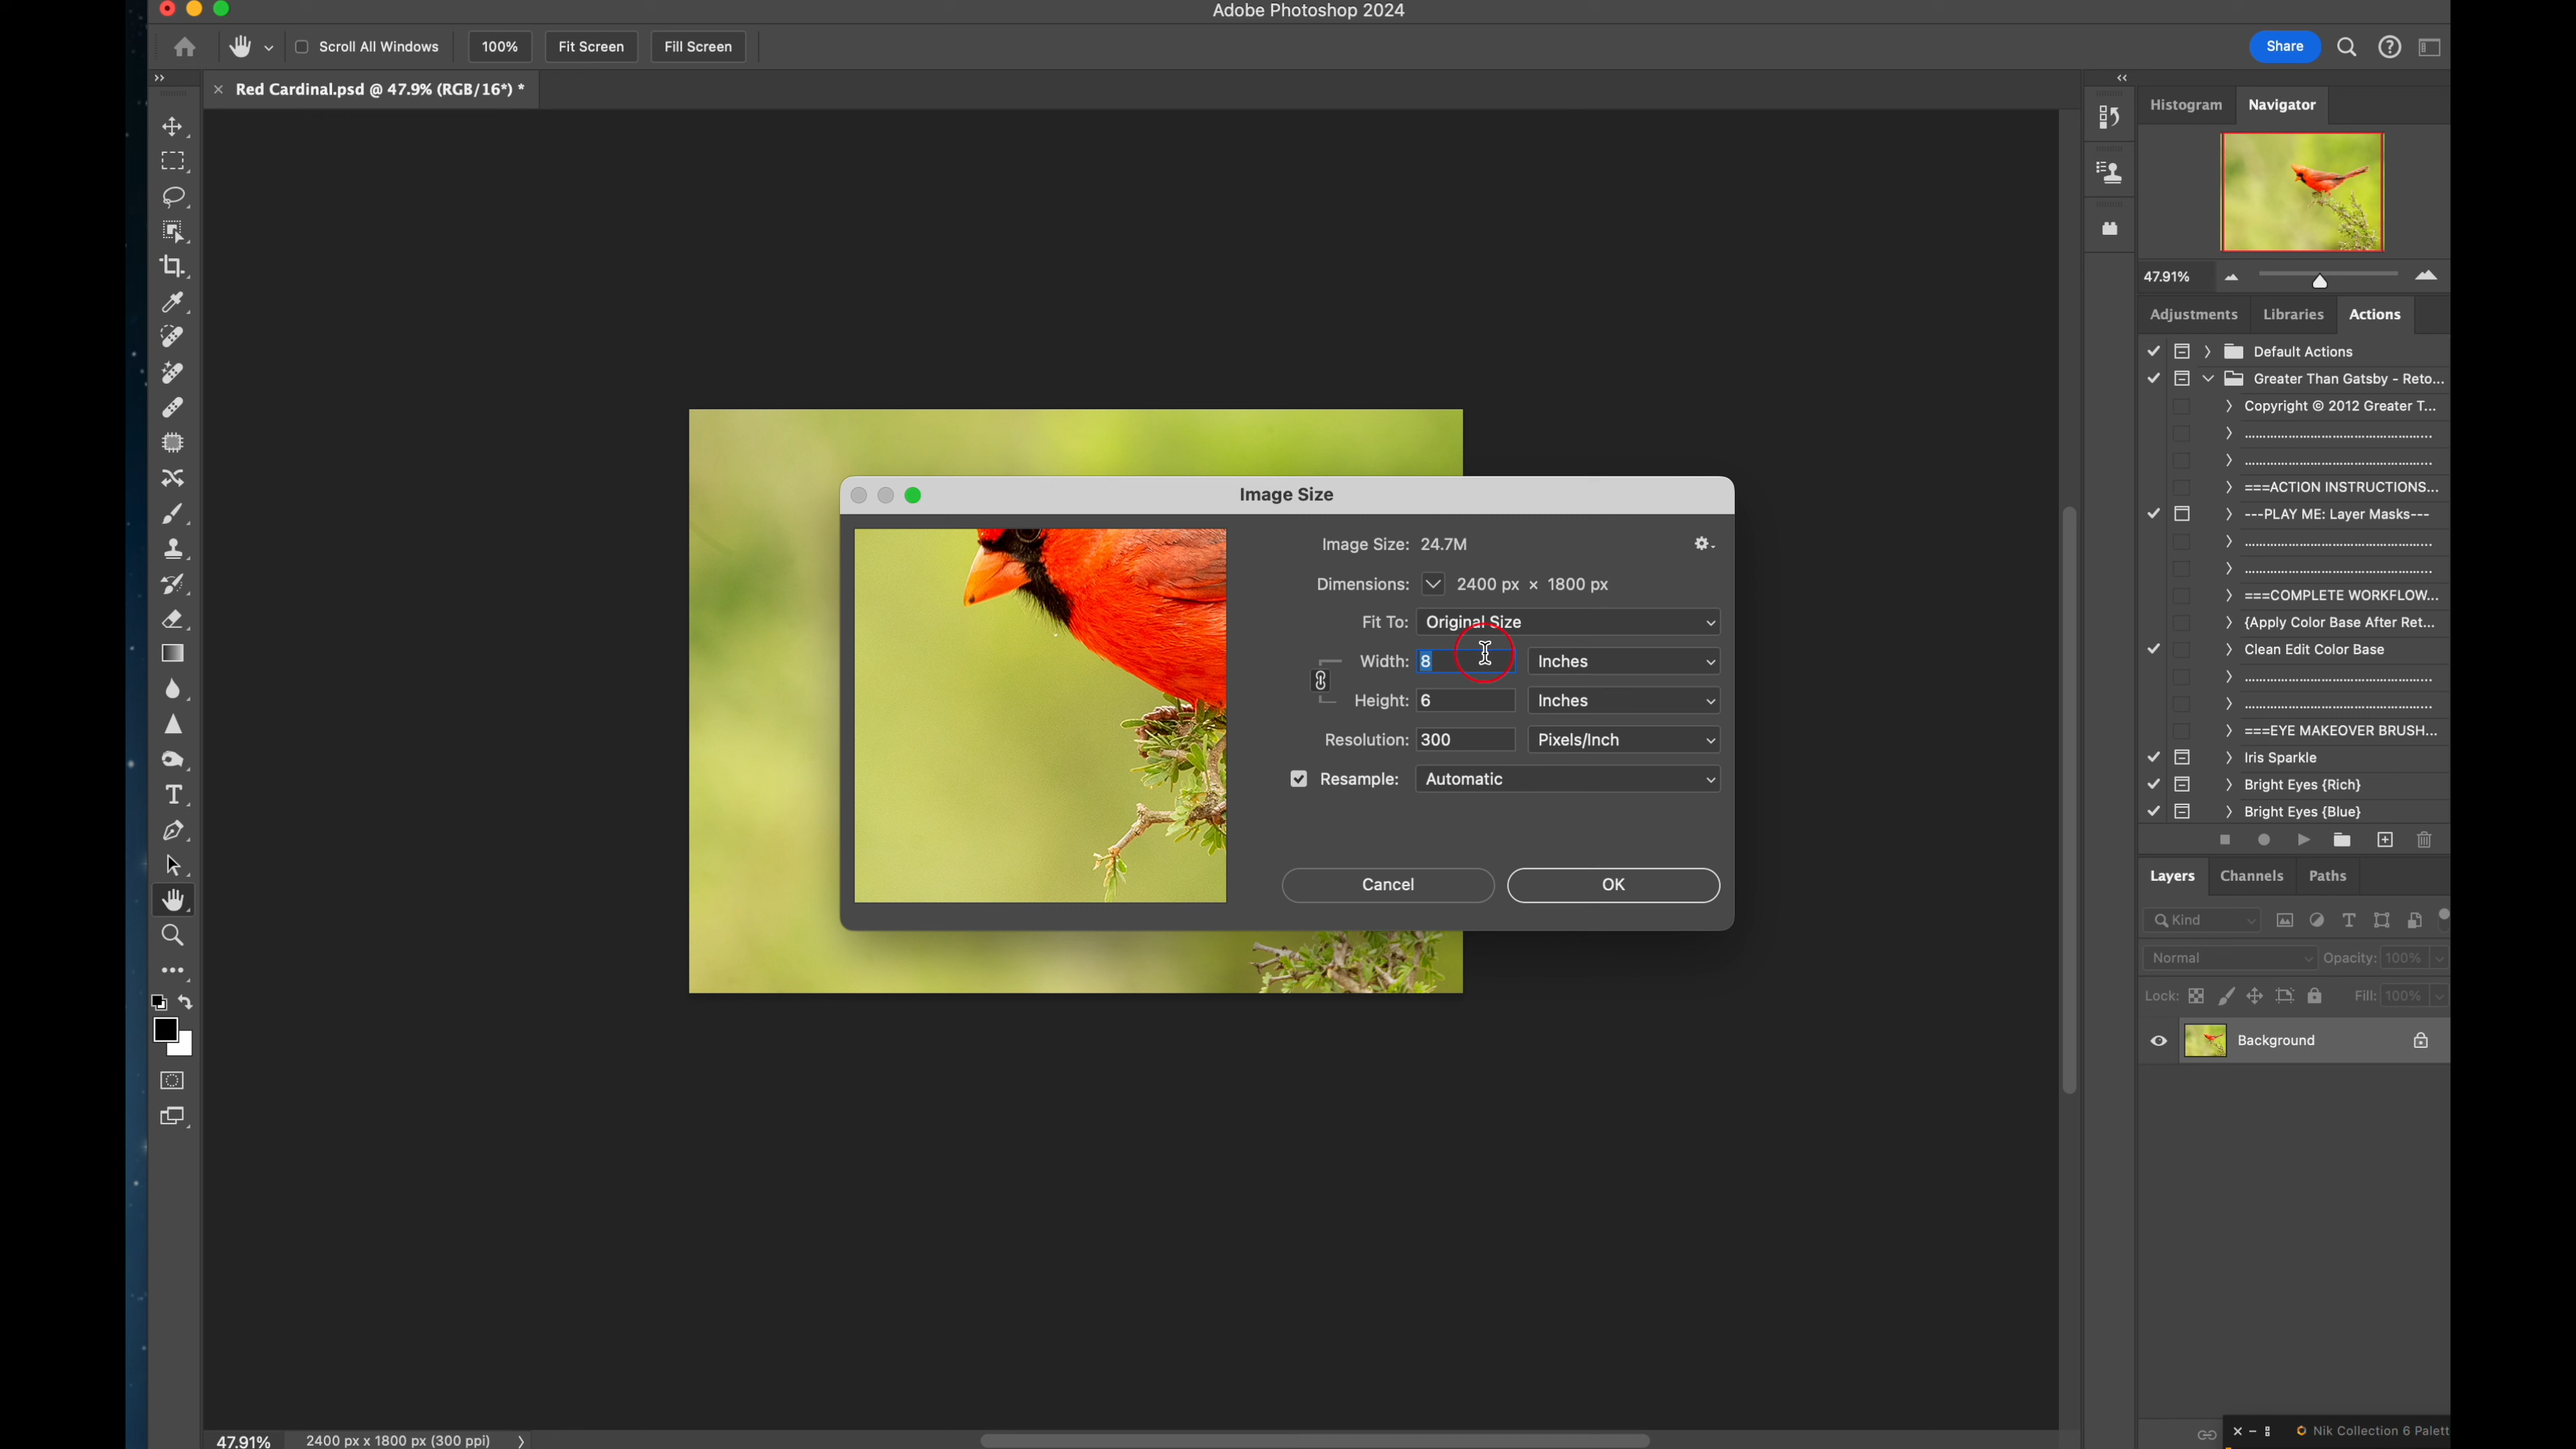 Adobe Photoshop 2024
Scroll All Windows
100%
Fit Screen
Fill Screen
Share
Red Cardinal.psd @ 47.9% (RGB/16*) *
Histogram
Navigator
47.91%
Adjustments
Libraries
Actions
Default Actions
Greater Than Gatsby - Reto...
Copyright © 2012 Greater T...
===ACTION INSTRUCTIONS...
---PLAY ME: Layer Masks---
===COMPLETE WORKFLOW...
{Apply Color Base After Ret...
Clean Edit Color Base
===EYE MAKEOVER BRUSH...
Iris Sparkle
Bright Eyes {Rich}
Bright Eyes {Blue}
Image Size
Image Size: 24.7M
Dimensions: 2400 px × 1800 px
Fit To: Original Size
Width: 8 Inches
Height: 6 Inches
Resolution: 300 Pixels/Inch
Resample: Automatic
Cancel
OK
Layers
Channels
Paths
Kind
Normal
Opacity: 100%
Lock:
Fill: 100%
Background
47.91%
2400 px x 1800 px (300 ppi)
Nik Collection 6 Palett